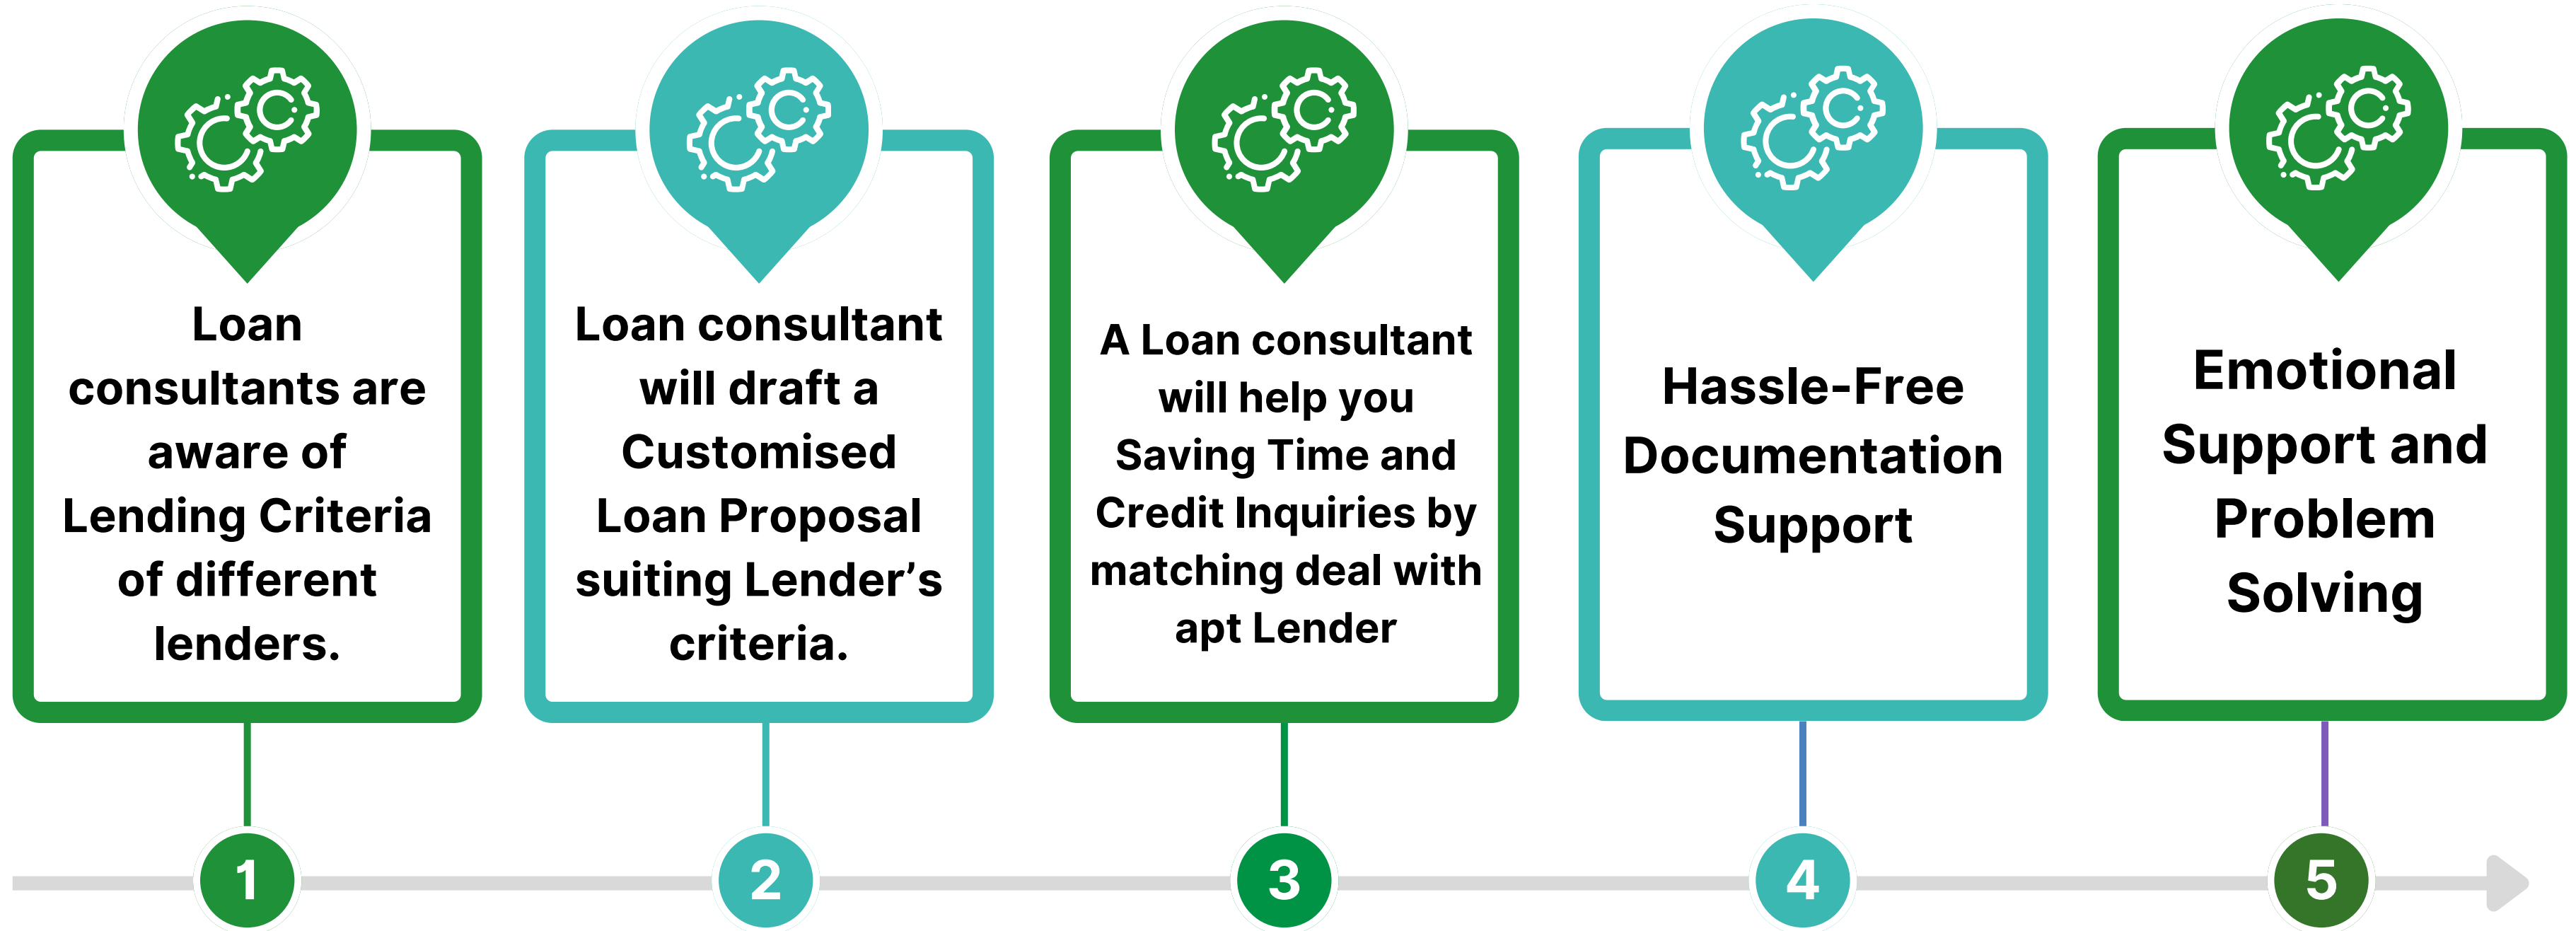 Loan
consultants are
aware of
Lending Criteria
of different
lenders.
Loan consultant
will draft a
Customised
Loan Proposal
suiting Lender’s
criteria.
A Loan consultant
will help you
Saving Time and
Credit Inquiries by
matching deal with
apt Lender
Hassle-Free
Documentation
Support
Emotional
Support and
Problem
Solving
1
2
3
4
5